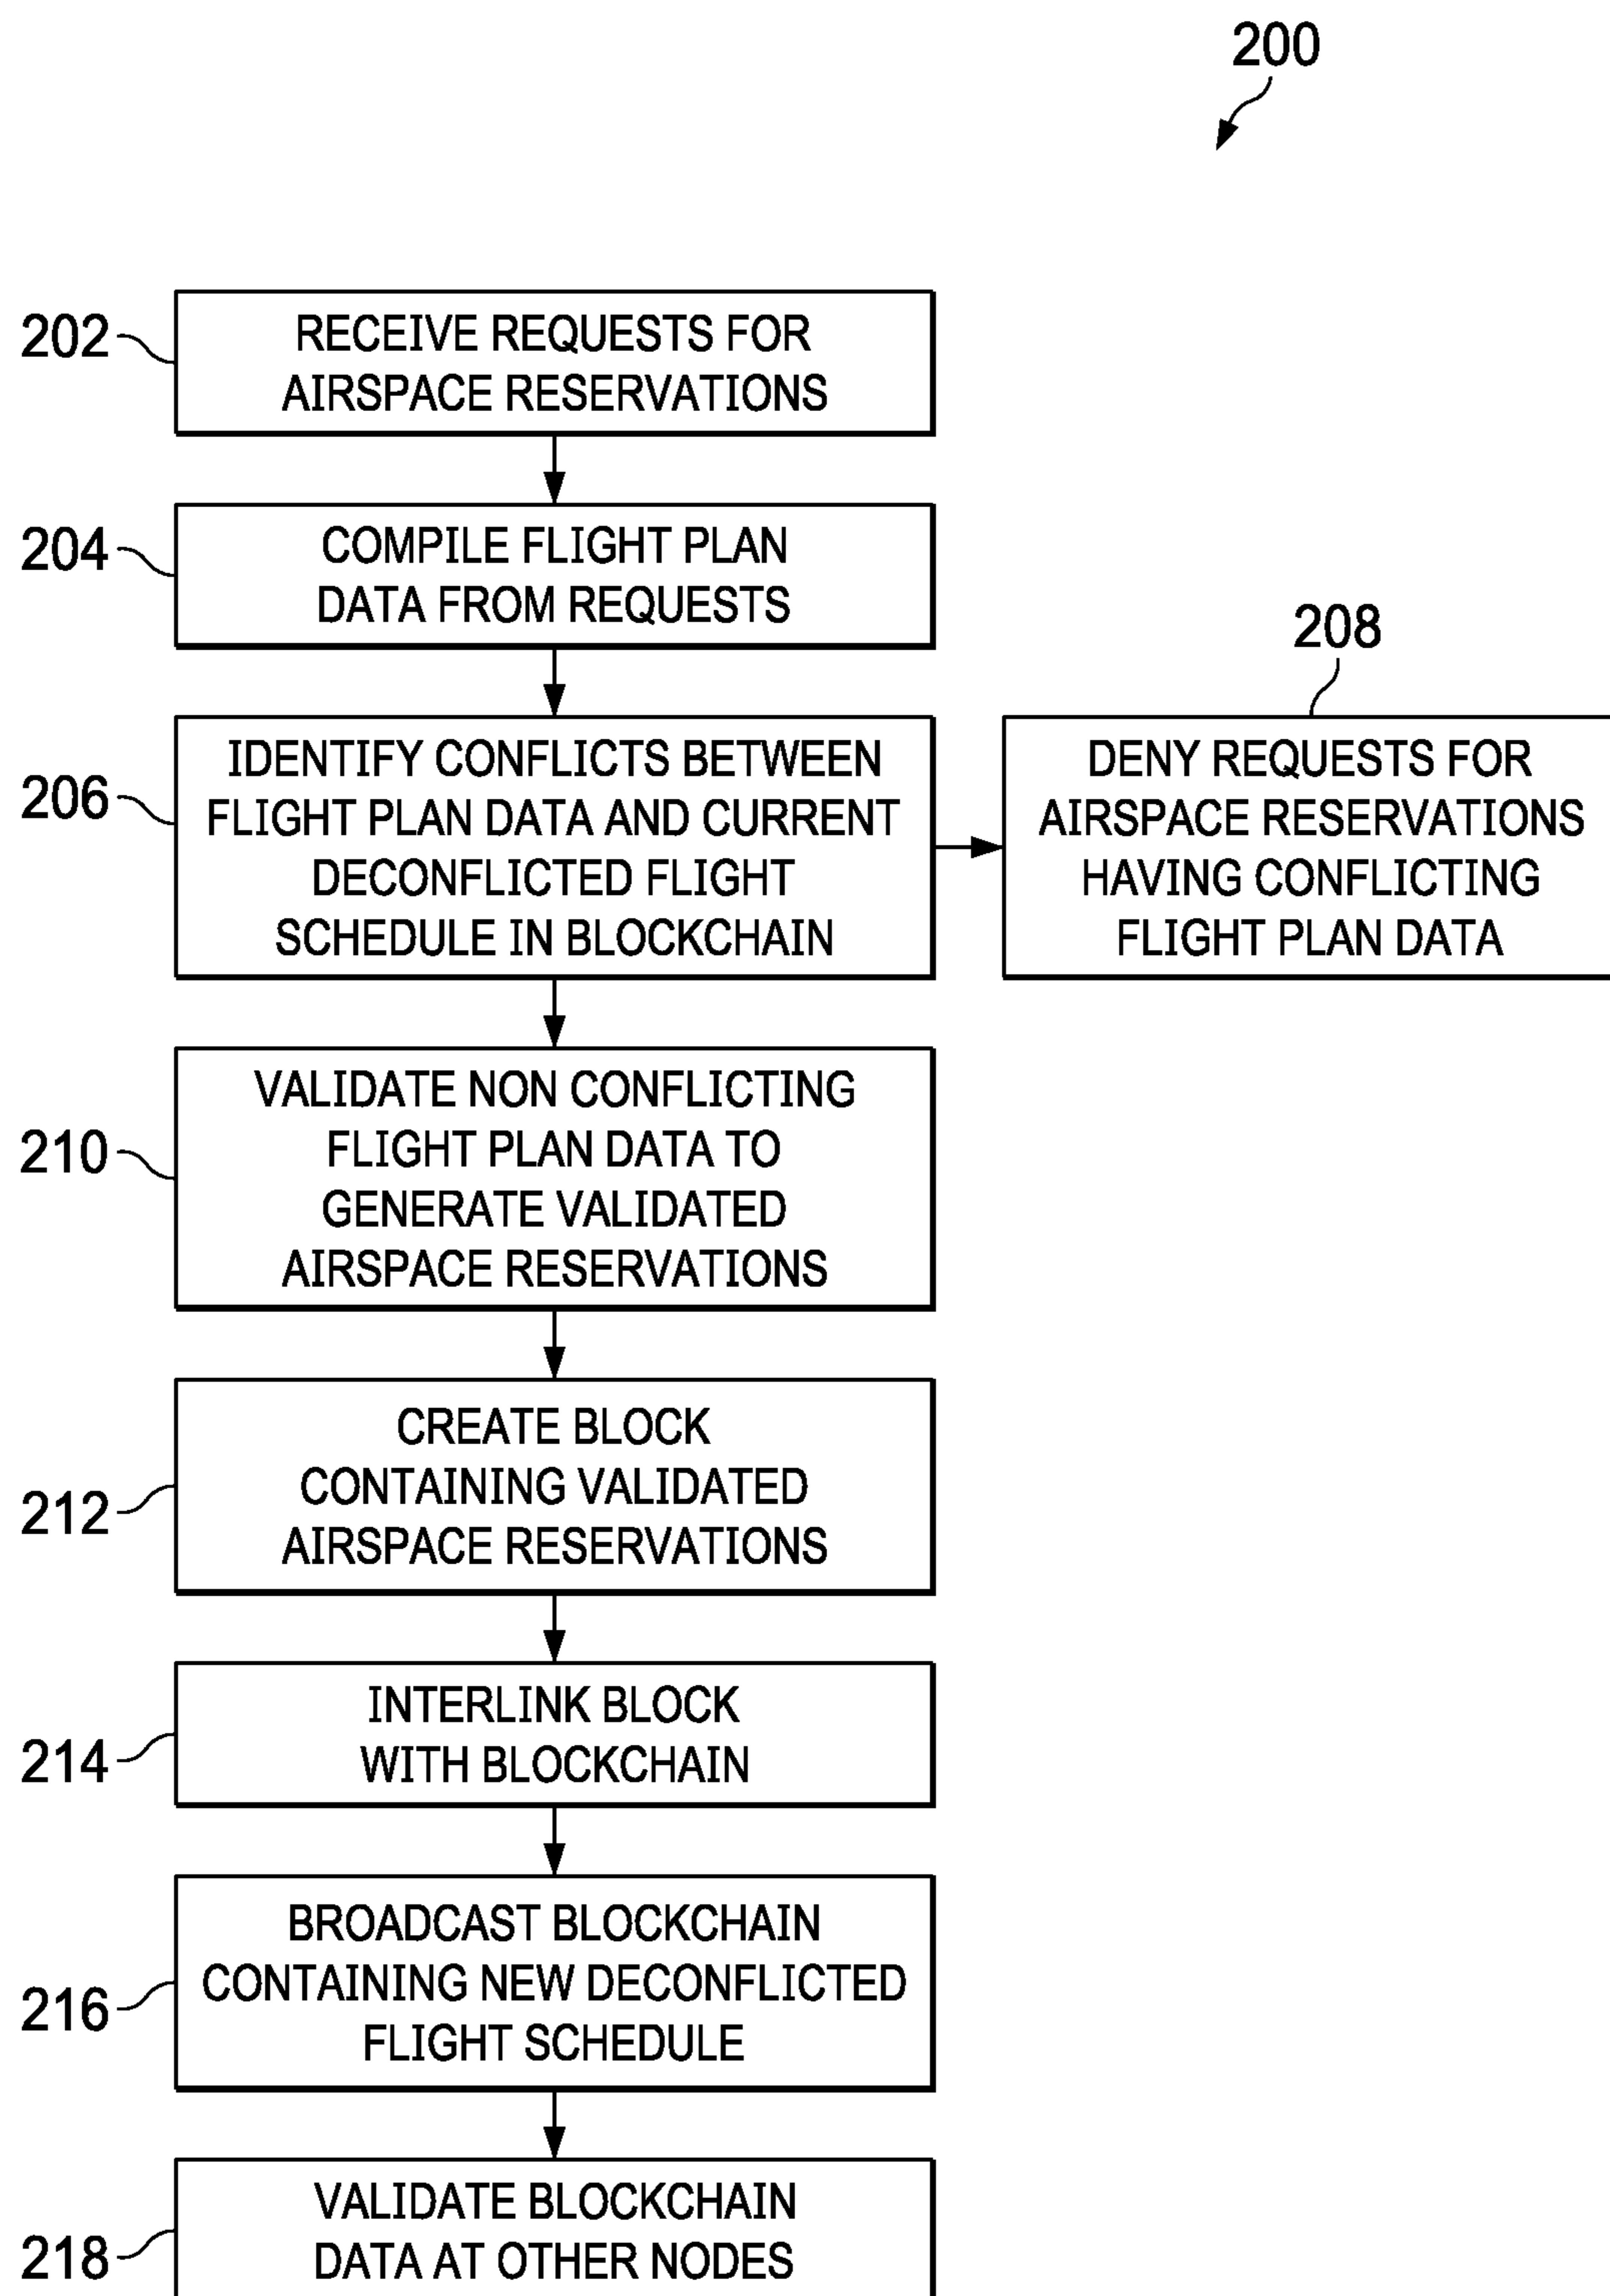 200
202
RECEIVE REQUESTS FOR
AIRSPACE RESERVATIONS
204
COMPILE FLIGHT PLAN
DATA FROM REQUESTS
206
IDENTIFY CONFLICTS BETWEEN
FLIGHT PLAN DATA AND CURRENT
DECONFLICTED FLIGHT
SCHEDULE IN BLOCKCHAIN
208
DENY REQUESTS FOR
AIRSPACE RESERVATIONS
HAVING CONFLICTING
FLIGHT PLAN DATA
210
VALIDATE NON CONFLICTING
FLIGHT PLAN DATA TO
GENERATE VALIDATED
AIRSPACE RESERVATIONS
212
CREATE BLOCK
CONTAINING VALIDATED
AIRSPACE RESERVATIONS
214
INTERLINK BLOCK
WITH BLOCKCHAIN
216
BROADCAST BLOCKCHAIN
CONTAINING NEW DECONFLICTED
FLIGHT SCHEDULE
218
VALIDATE BLOCKCHAIN
DATA AT OTHER NODES